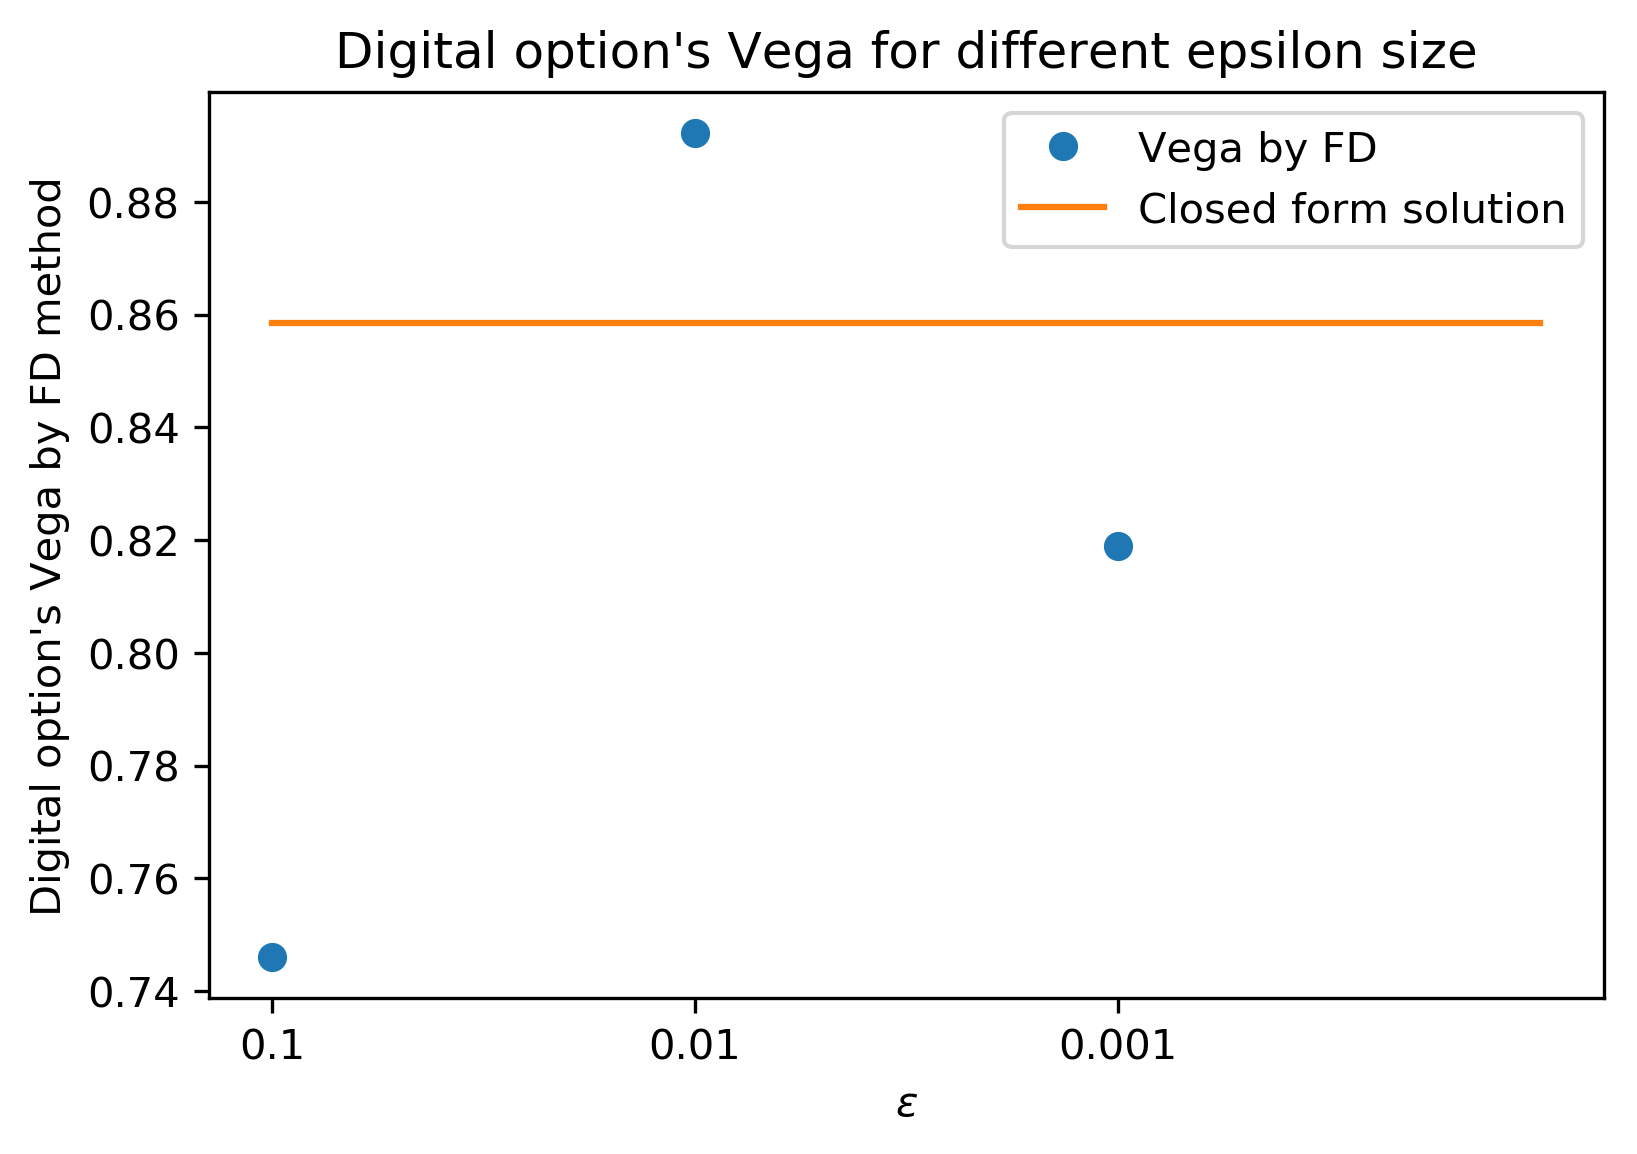 Digital option's Vega for different epsilon size
Vega by FD
Closed form solution
Digital option's Vega by FD method
0.88
0.86
0.84
0.82
0.80
0.78
0.76
0.74
0.1
0.01
0.001
ε